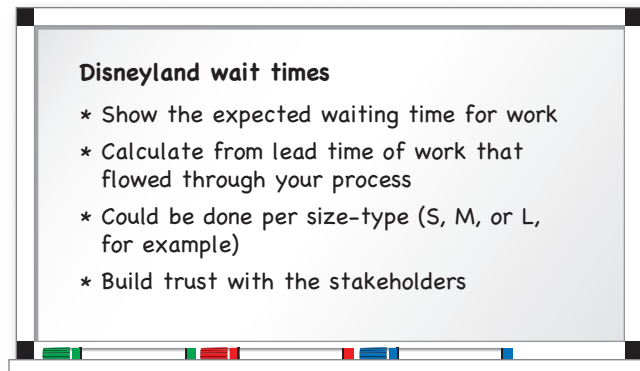 Disneyland wait times
* Show the expected waiting time for work
* Calculate from lead time of work that
flowed through your process
* Could be done per size-type (S, M, or L,
for example)
* Build trust with the stakeholders